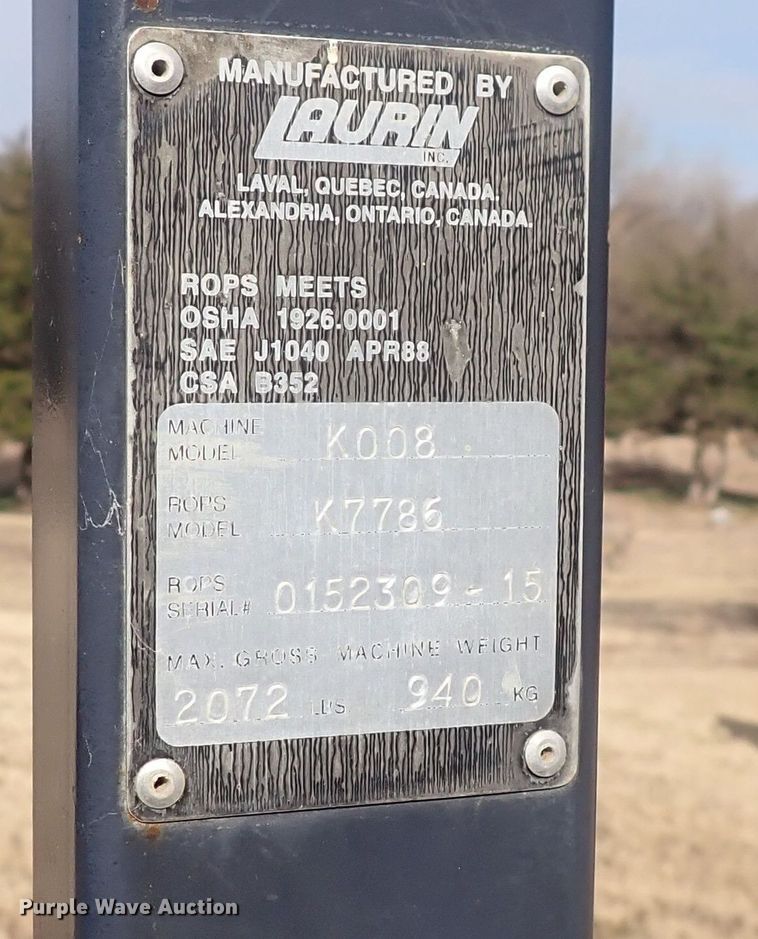 MANUFACTURED BY
LAURIN
INC.
LAVAL, QUEBEC, CANADA.
ALEXANDRIA, ONTARIO, CANADA.
ROPS MEETS
OSHA 1926.0001
SAE J1040 APR88
CSA B352
MACHINE
MODEL K008
ROPS
MODEL K7786
ROPS
SERIAL# 0152309-15
MAX. GROSS MACHINE WEIGHT
2072 LBS 940 KG
Purple Wave Auction